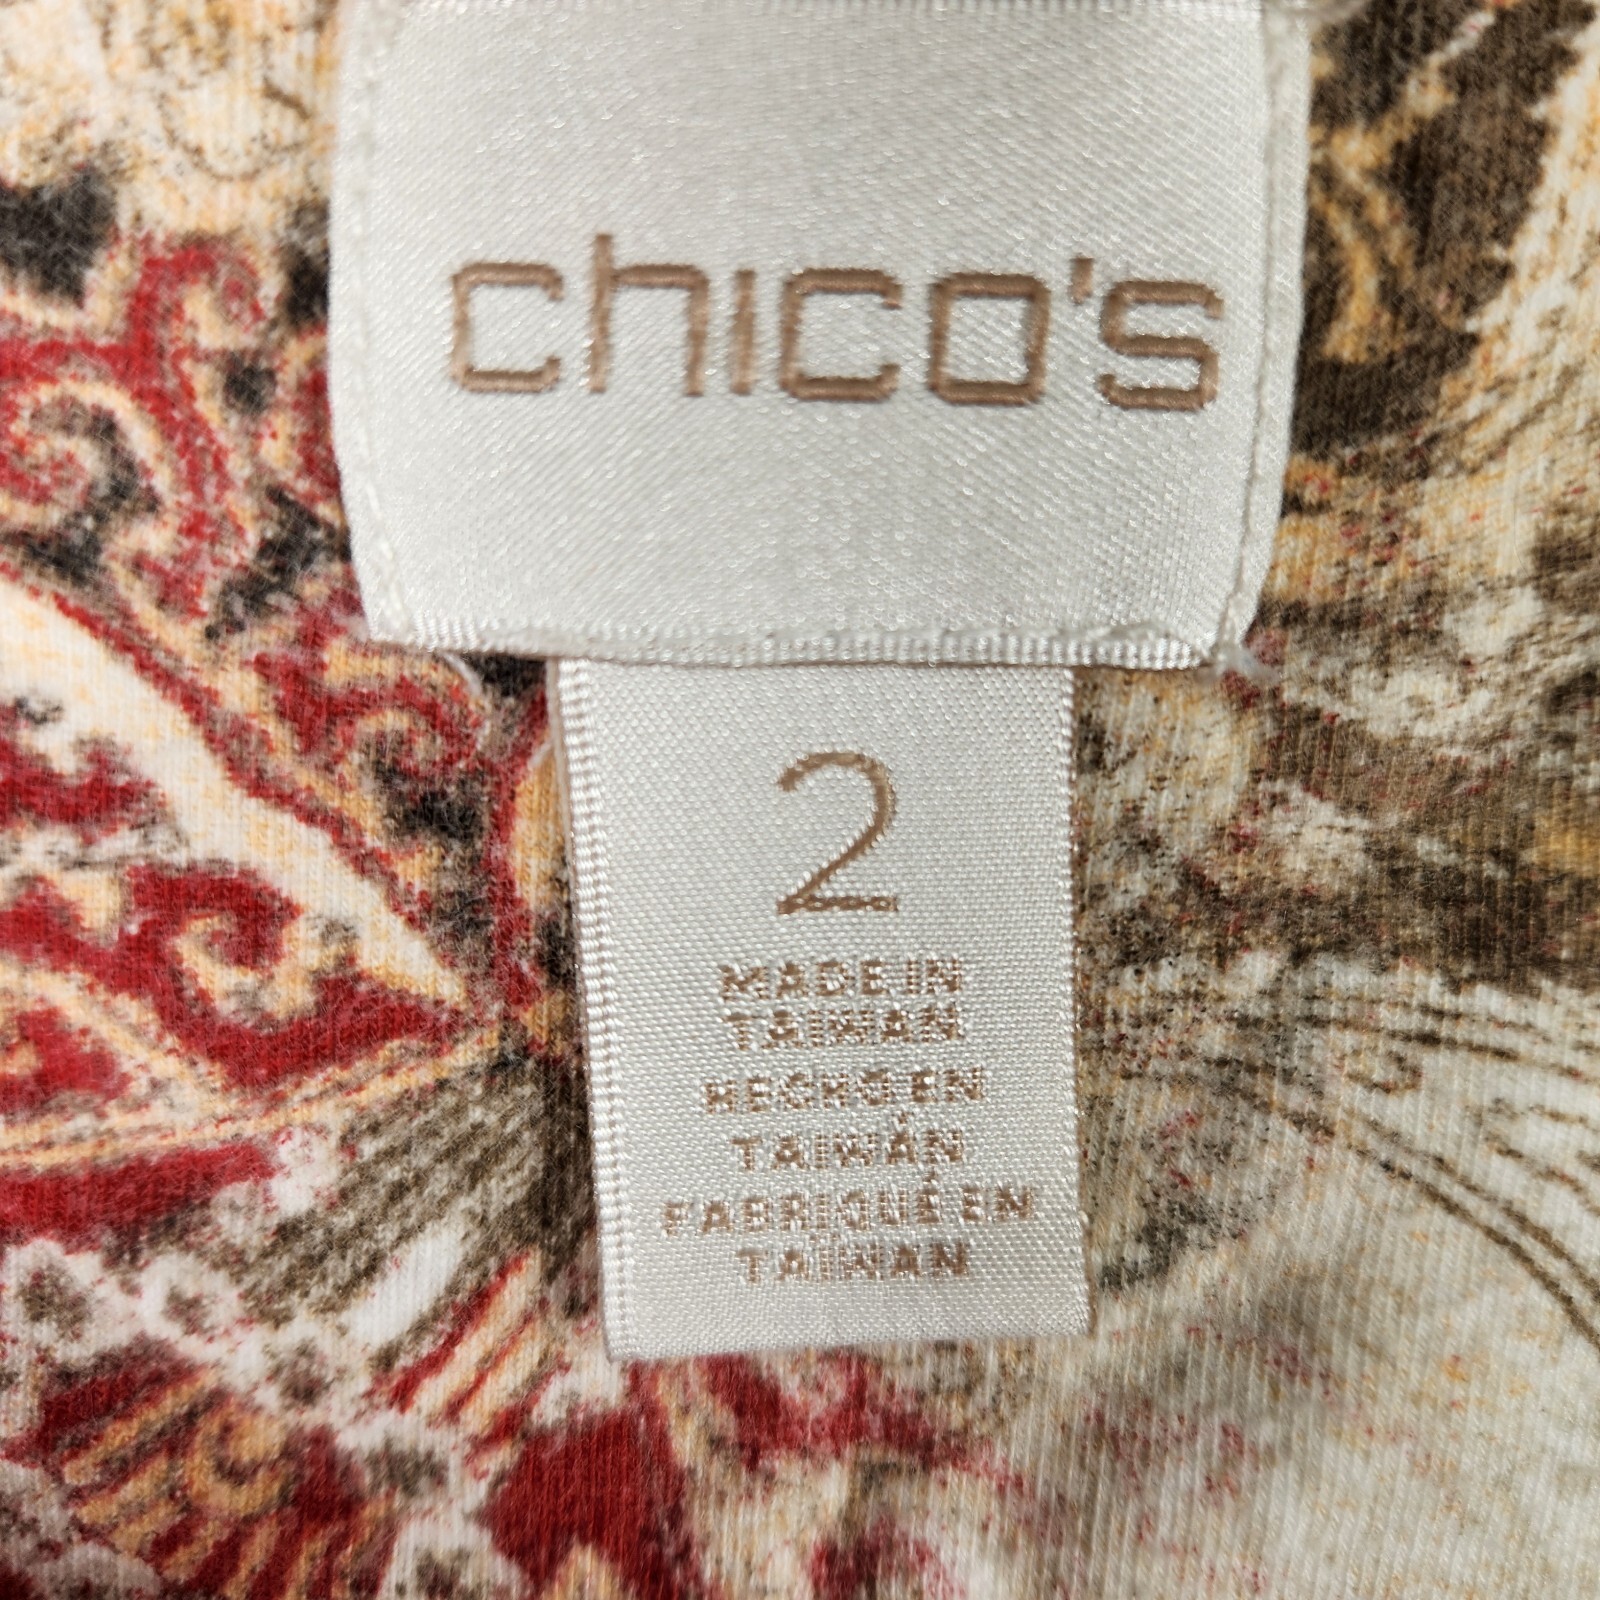 chico's
2
MADE IN
TAIWAN
HECHO EN
TAIWÁN
FABRIQUÉ EN
TAIWAN